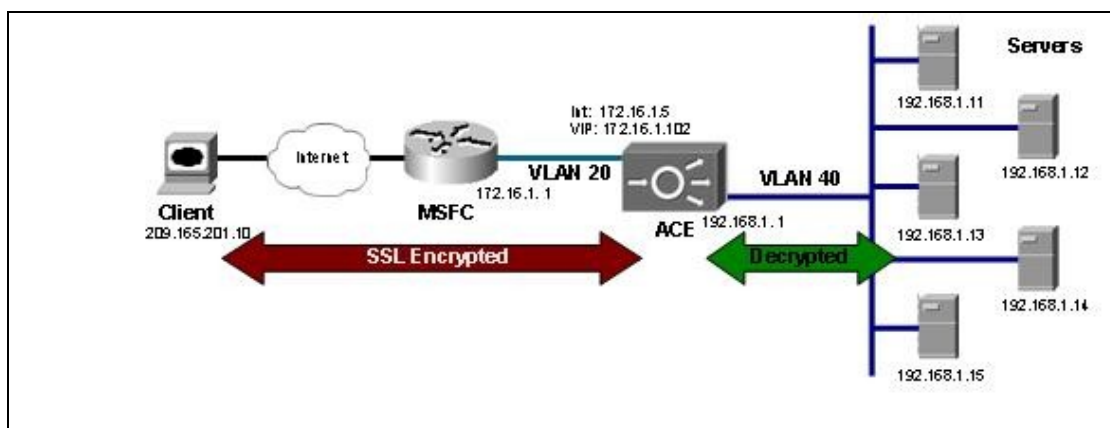 Servers
192.168.1.11
Int: 172.16.1.5
VIP: 172.16.1.102
Internet
VLAN 20
VLAN 40
192.168.1.12
172.16.1. 1
Client
MSFC
ACE
192.168.1. 1
192.168.1.13
209.165.201.10
SSL Encrypted
Decrypted
192.168.1.14
192.168.1.15